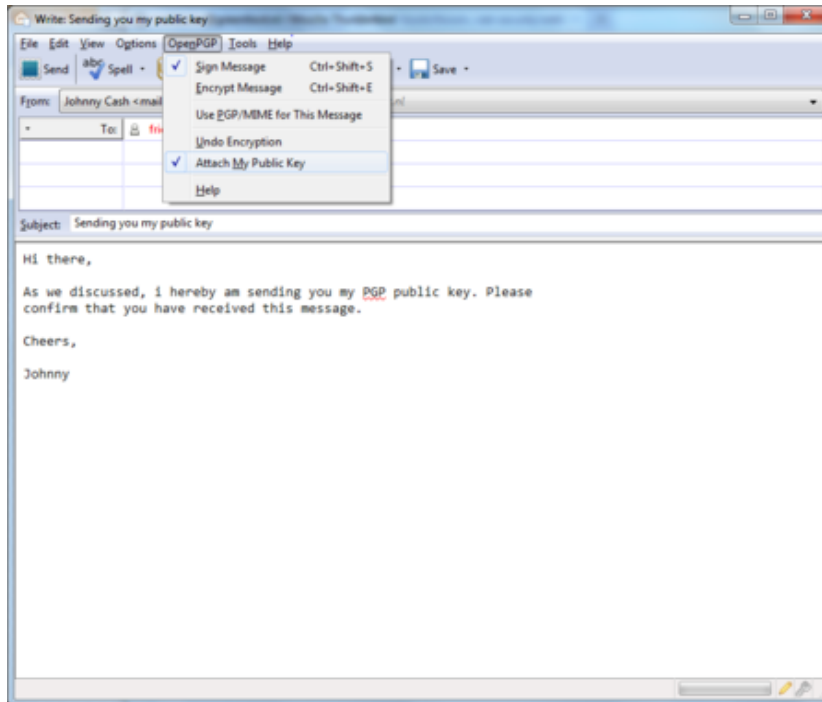 Write: Sending you my public key
File Edit View Options OpenPGP Tools Help
Send Spell Save
Sign Message Ctrl+Shift+S
Encrypt Message Ctrl+Shift+E
Use PGP/MIME for This Message
Undo Encryption
Attach My Public Key
Help
From: Johnny Cash <mail .nl
To: frie
Subject: Sending you my public key
Hi there,
As we discussed, i hereby am sending you my PGP public key. Please
confirm that you have received this message.
Cheers,
Johnny